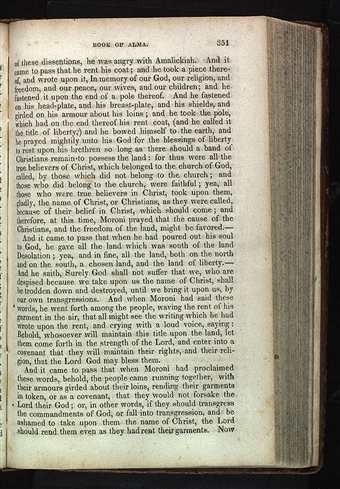 BOOK OF ALMA. 351
of these dissentions, he was angry with Amalickiah. And it
came to pass that he rent his coat; and he took a piece there-
of, and wrote upon it, In memory of our God, our religion, and
freedom, and our peace, our wives, and our children; and he
fastened it upon the end of a pole thereof. And he fastened
on his head-plate, and his breast-plate, and his shields, and
girded on his armour about his loins; and he took the pole,
which had on the end thereof his rent coat, (and he called it
the title of liberty,) and he bowed himself to the earth, and
he prayed mightily unto his God for the blessings of liberty
to rest upon his brethren so long as there should a band of
Christians remain to possess the land: for thus were all the
true believers of Christ, which belonged to the church of God,
called, by those which did not belong to the church; and
those who did belong to the church, were faithful; yea, all
those who were true believers in Christ, took upon them,
gladly, the name of Christ, or Christians, as they were called,
because of their belief in Christ, which should come; and
therefore, at this time, Moroni prayed that the cause of the
Christians, and the freedom of the land, might be favored.—
And it came to pass that when he had poured out his soul
to God, he gave all the land which was south of the land
Desolation; yea, and in fine, all the land, both on the north
and on the south, a chosen land, and the land of liberty.—
And he saith, Surely God shall not suffer that we, who are
despised because we take upon us the name of Christ, shall
be trodden down and destroyed, until we bring it upon us, by
our own transgressions. And when Moroni had said these
words, he went forth among the people, waving the rent of his
garment in the air, that all might see the writing which he had
wrote upon the rent, and crying with a loud voice, saying;
Behold, whosoever will maintain this title upon the land, let
them come forth in the strength of the Lord, and enter into a
covenant that they will maintain their rights, and their reli-
gion, that the Lord God may bless them.
And it came to pass that when Moroni had proclaimed
these words, behold, the people came running together, with
their armours girded about their loins, rending their garments
in token, or as a covenant, that they would not forsake the
Lord their God; or, in other words, if they should transgress
the commandments of God, or fall into transgression, and be
ashamed to take upon them the name of Christ, the Lord
should rend them even as they had rent their garments. Now